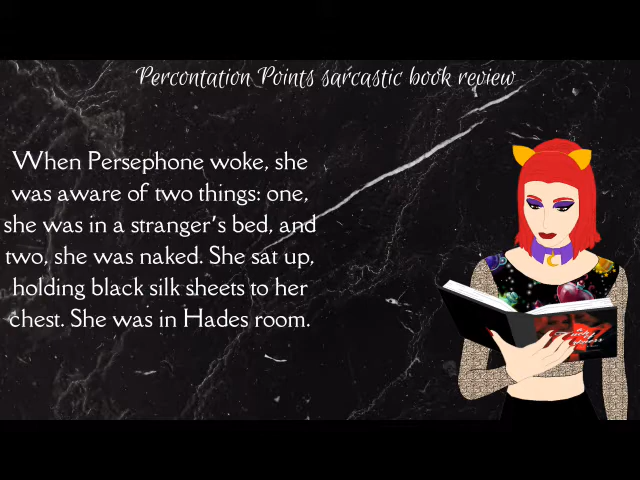 Percontation Points sarcastic book review
When Persephone woke, she
was aware of two things: one,
she was in a stranger's bed, and
two, she was naked. She sat up,
holding black silk sheets to her
chest. She was in Hades room.